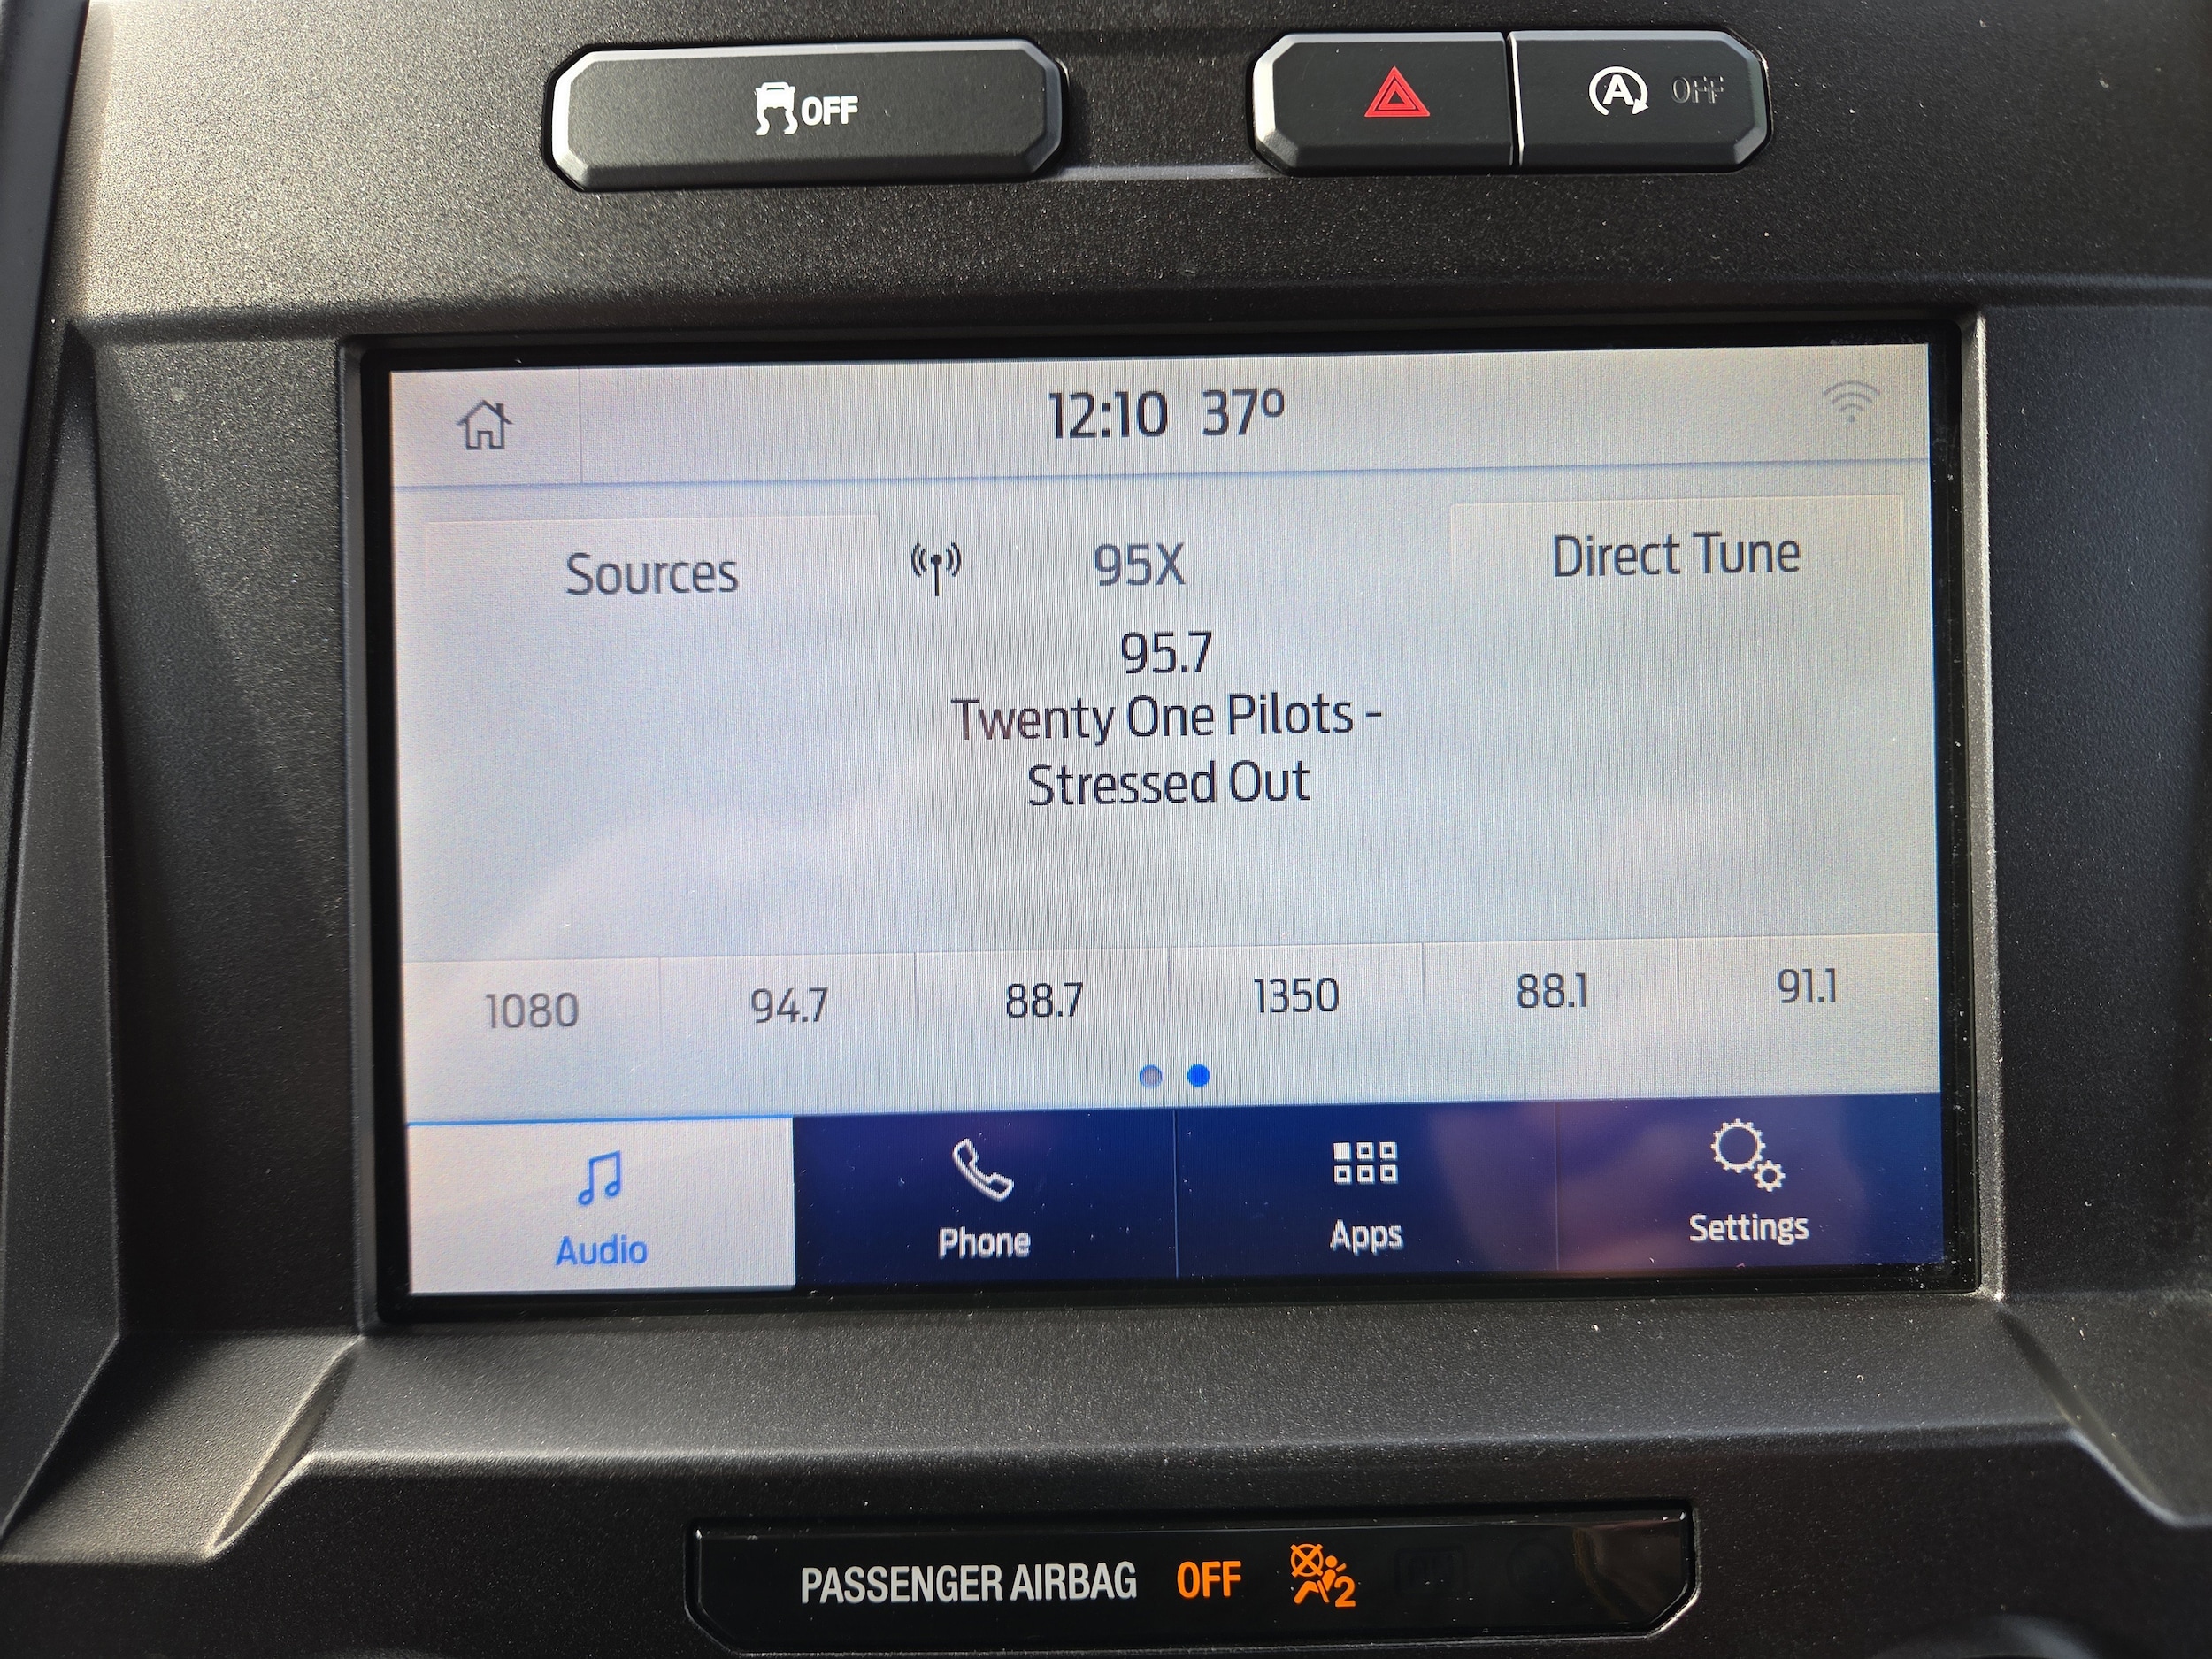 OFF
A OFF
12:10 37º
Sources
95X
Direct Tune
95.7
Twenty One Pilots -
Stressed Out
1080 94.7 88.7 1350 88.1 91.1
Audio Phone Apps Settings
PASSENGER AIRBAG OFF 2